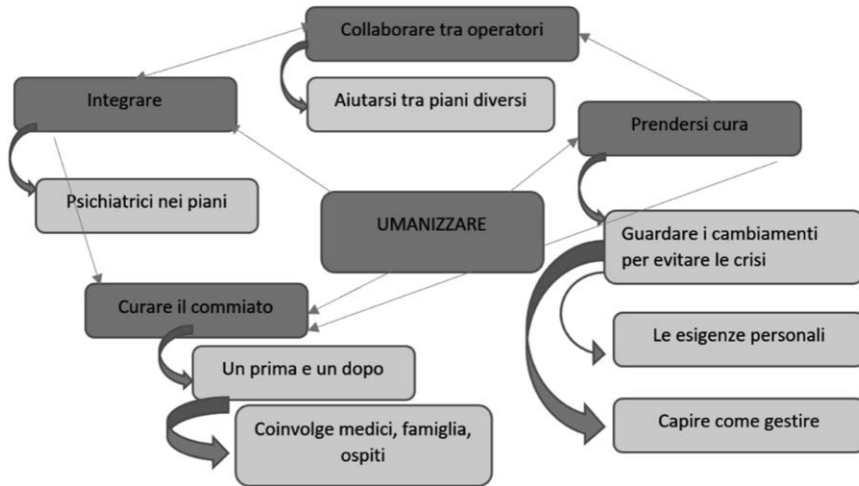 Collaborare tra operatori
Integrare
Aiutarsi tra piani diversi
Prendersi cura
Psichiatrici nei piani
UMANIZZARE
Guardare i cambiamenti
per evitare le crisi
Curare il commiato
Le esigenze personali
Un prima e un dopo
Capire come gestire
Coinvolge medici, famiglia,
ospiti